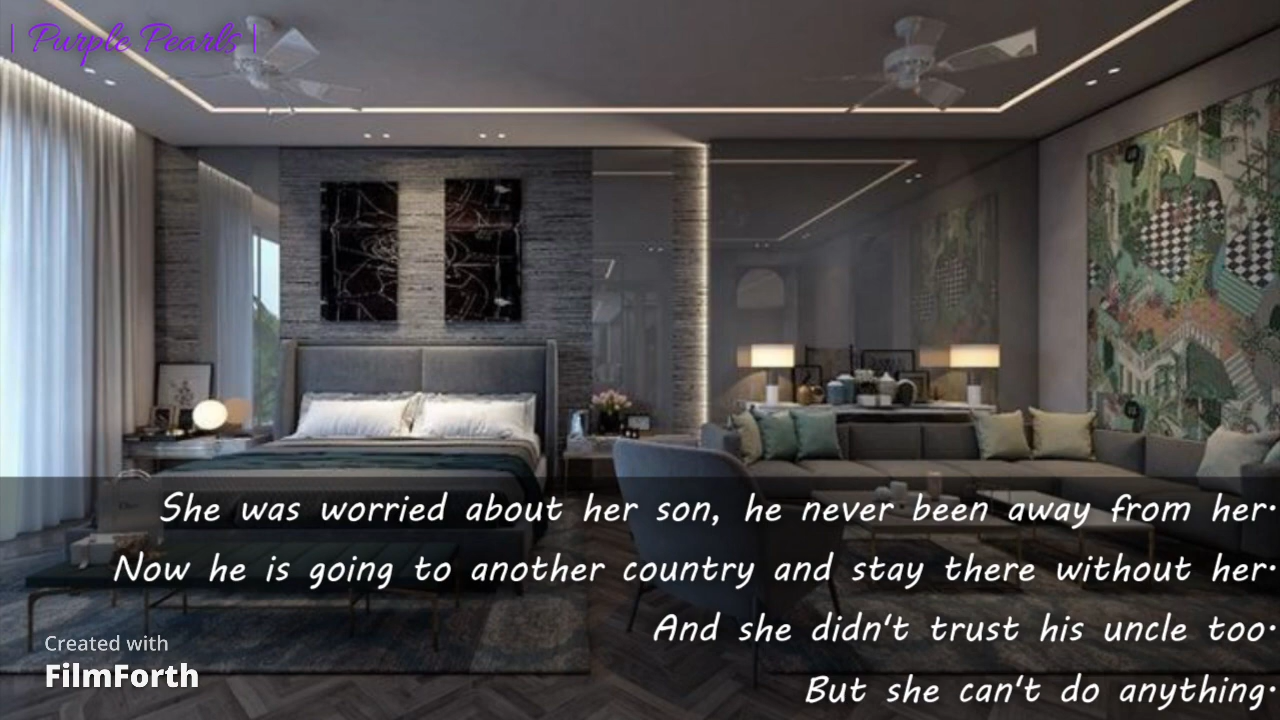 | Purple Pearls |
She was worried about her son, he never been away from her.
Now he is going to another country and stay there without her.
And she didn't trust his uncle too.
But she can't do anything.
Created with
FilmForth